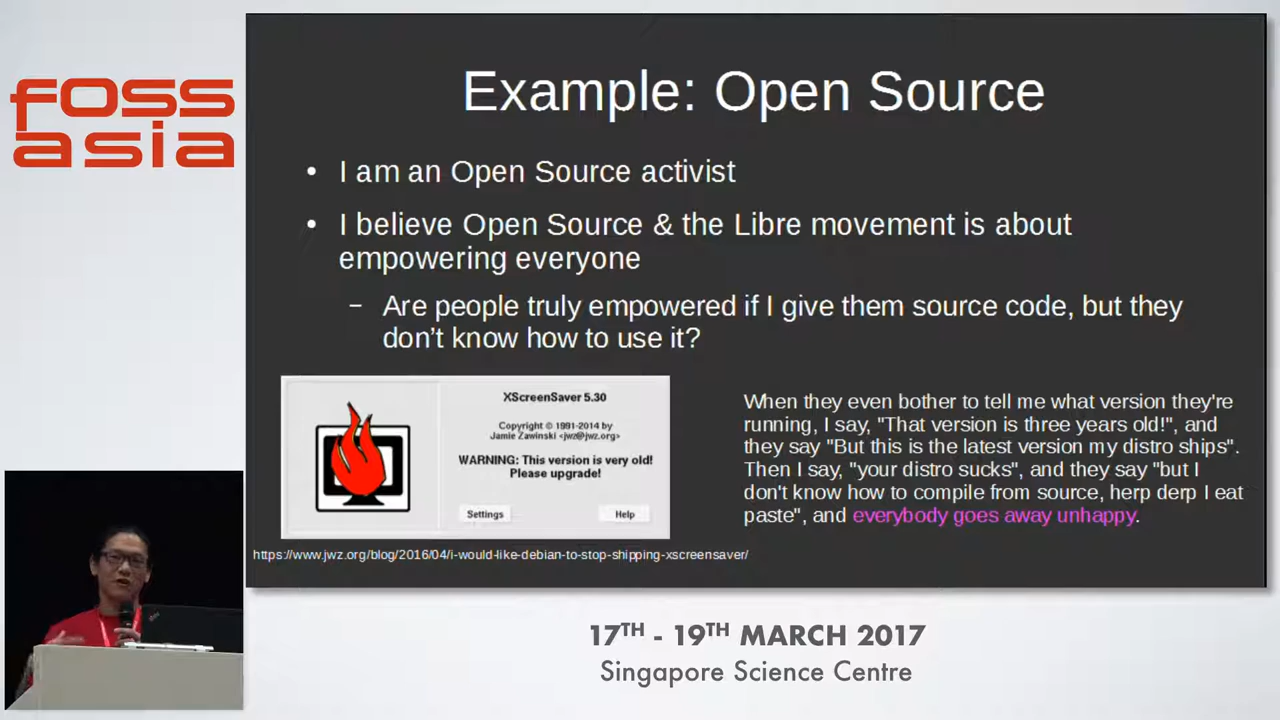 foss
asia
Example: Open Source
• I am an Open Source activist
• I believe Open Source & the Libre movement is about
empowering everyone
– Are people truly empowered if I give them source code, but they
don't know how to use it?
XScreenSaver 5.30
Copyright © 1991-2014 by
Jamie Zawinski <jwz@jwz.org>
WARNING: This version is very old!
Please upgrade!
Settings
Help
When they even bother to tell me what version they're
running, I say, "That version is three years old!", and
they say "But this is the latest version my distro ships".
Then I say, "your distro sucks", and they say "but I
don't know how to compile from source, herp derp I eat
paste", and everybody goes away unhappy.
https://www.jwz.org/blog/2016/04/i-would-like-debian-to-stop-shipping-xscreensaver/
17TH - 19TH MARCH 2017
Singapore Science Centre